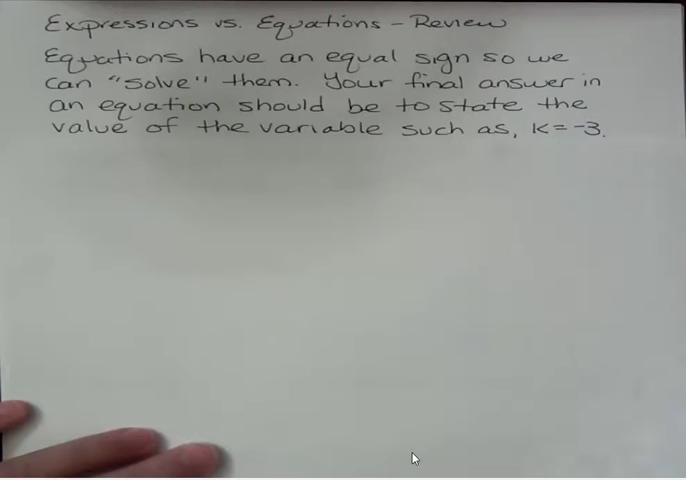 Expressions vs. Equations - Review
Equations have an equal sign so we
can "solve" them. Your final answer in
an equation should be to state the
value of the variable such as, K = -3.